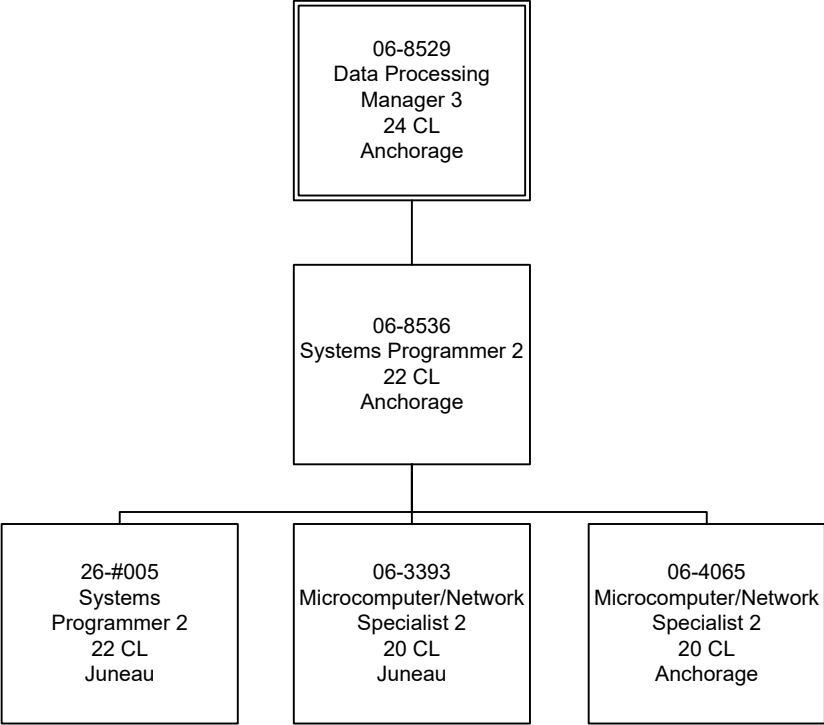 06-8529
Data Processing
Manager 3
24 CL
Anchorage
06-8536
Systems Programmer 2
22 CL
Anchorage
26-#005
Systems
Programmer 2
22 CL
Juneau
06-3393
Microcomputer/Network
Specialist 2
20 CL
Juneau
06-4065
Microcomputer/Network
Specialist 2
20 CL
Anchorage